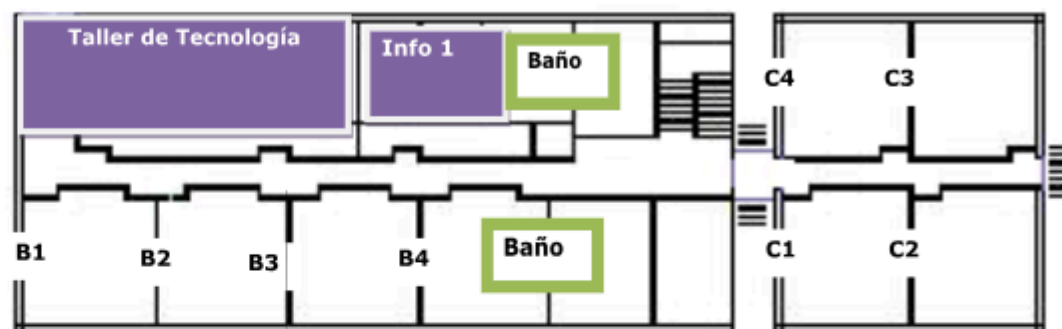 Taller de Tecnología
Info 1
Baño
C4
C3
B1
B2
B3
B4
Baño
C1
C2